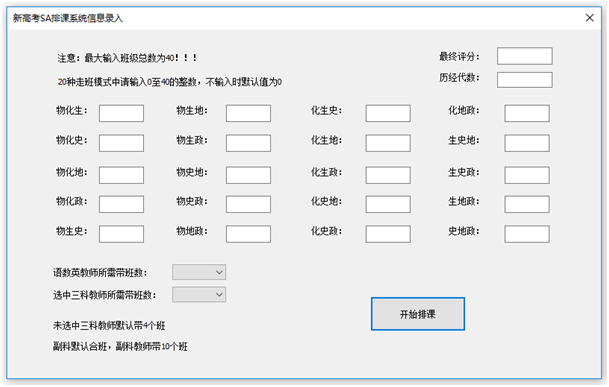 新高考SA排课系统信息录入
注意：最大输入班级总数为40！！！
最终评分：
20种走班模式中请输入0至40的整数，不输入时默认值为0
历经代数：
物化生： 物生地： 化生史： 化地政：
物化史： 物生政： 化生地： 生史地：
物化地： 物史地： 化生政： 生史政：
物化政： 物史政： 化史地： 生地政：
物生史： 物地政： 化史政： 史地政：
语数英教师所需带班数：
选中三科教师所需带班数：
开始排课
未选中三科教师默认带4个班
副科默认合班，副科教师带10个班